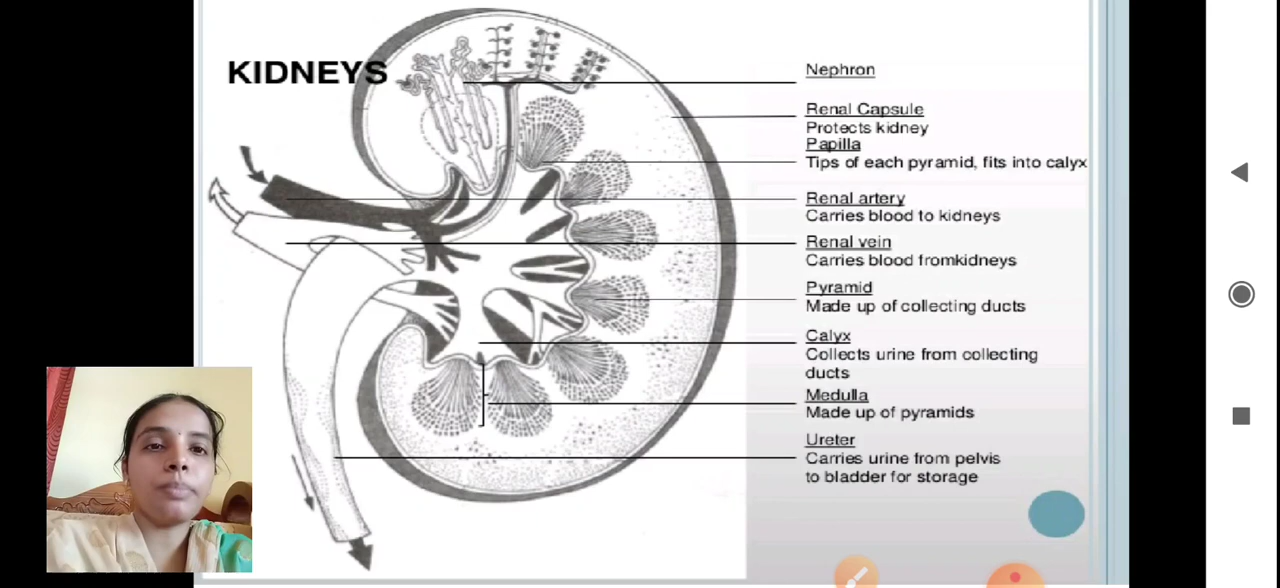 KIDNEYS
Nephron
Renal Capsule
Protects kidney
Papilla
Tips of each pyramid, fits into calyx
Renal artery
Carries blood to kidneys
Renal vein
Carries blood fromkidneys
Pyramid
Made up of collecting ducts
Calyx
Collects urine from collecting
ducts
Medulla
Made up of pyramids
Ureter
Carries urine from pelvis
to bladder for storage